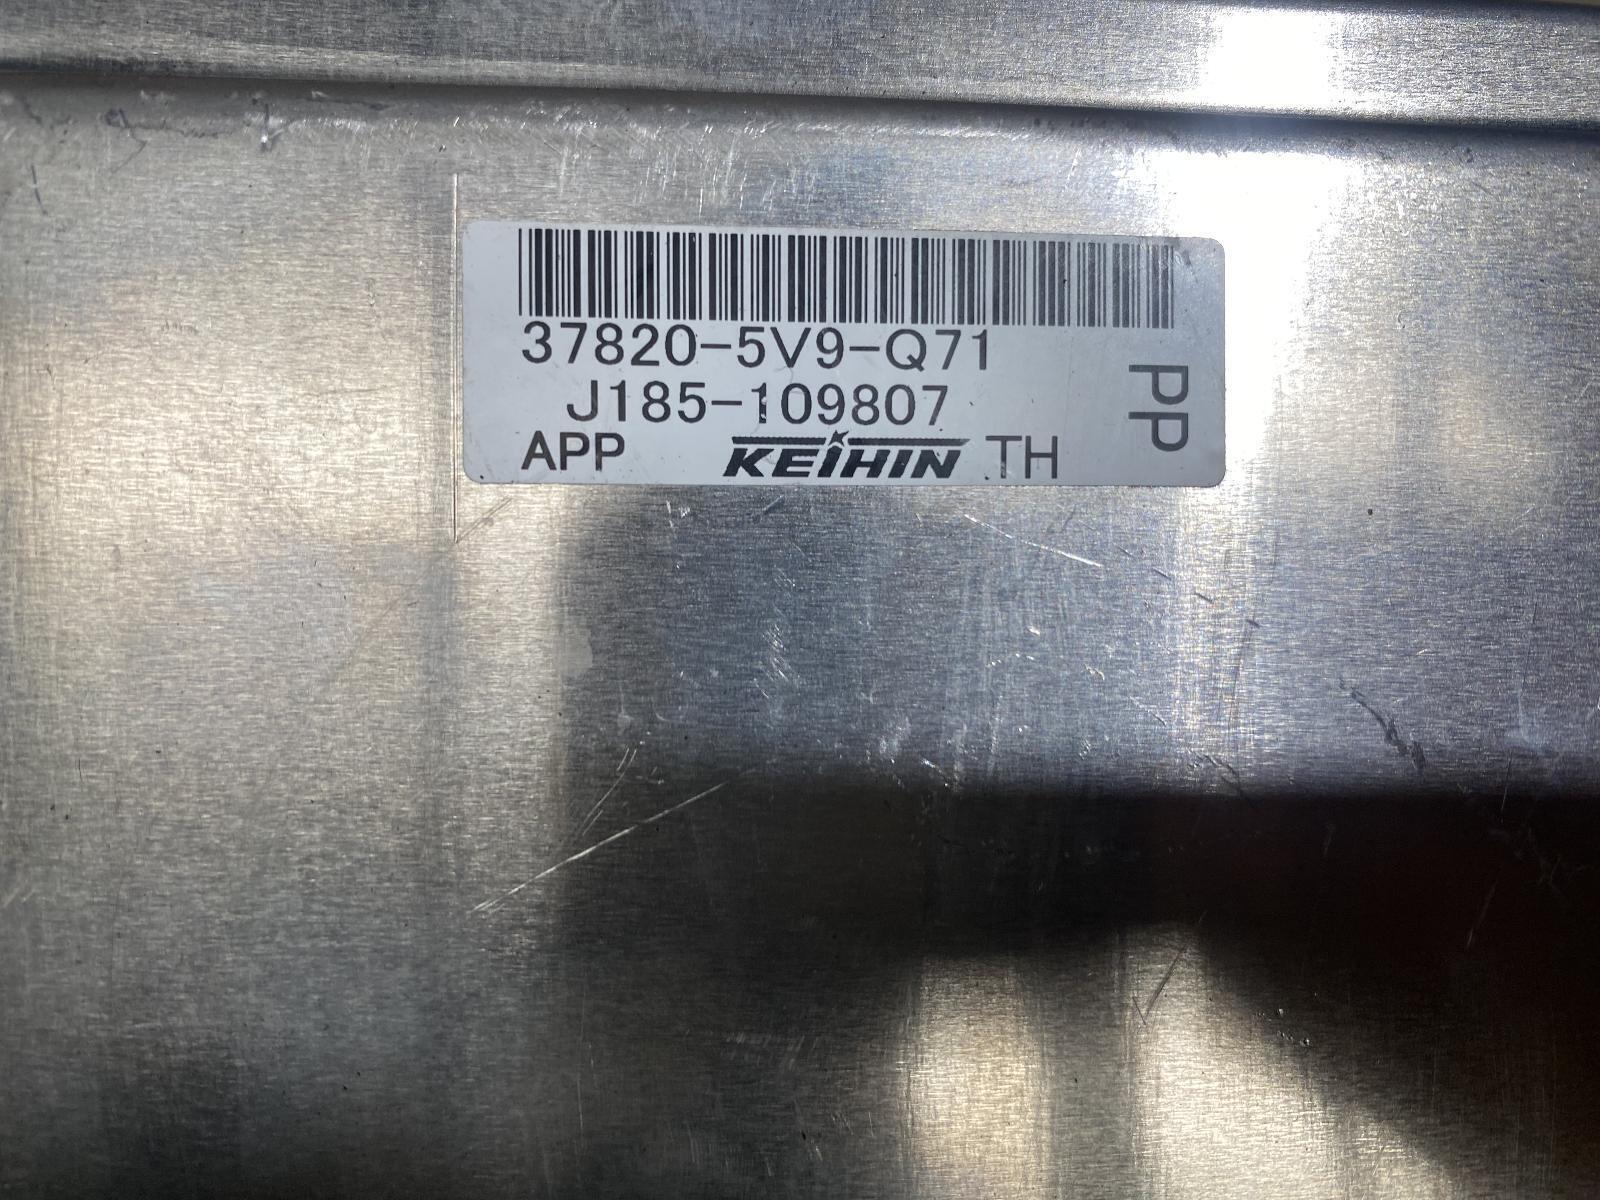 37820-5V9-Q71
J185-109807
APP KEIHIN TH
PP